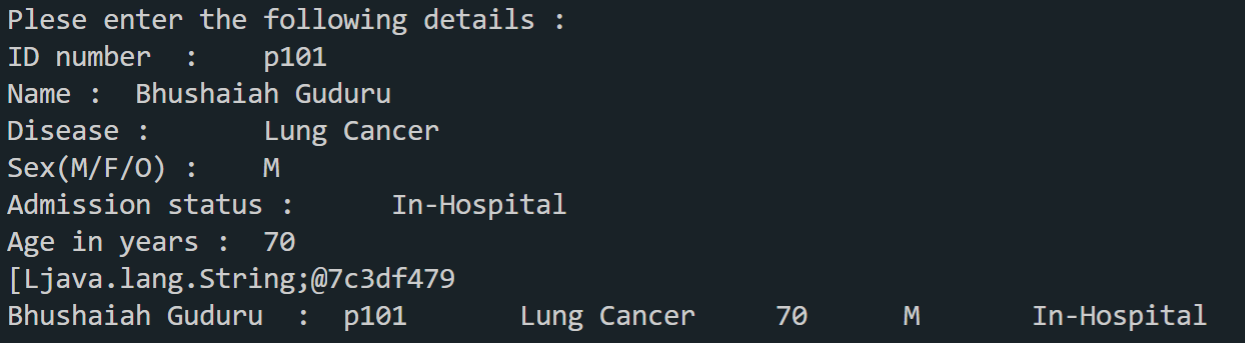 Plese enter the following details :
ID number  :    p101
Name :  Bhushaiah Guduru
Disease :       Lung Cancer
Sex(M/F/O) :    M
Admission status :      In-Hospital
Age in years :  70
[Ljava.lang.String;@7c3df479
Bhushaiah Guduru  :  p101       Lung Cancer     70      M       In-Hospital